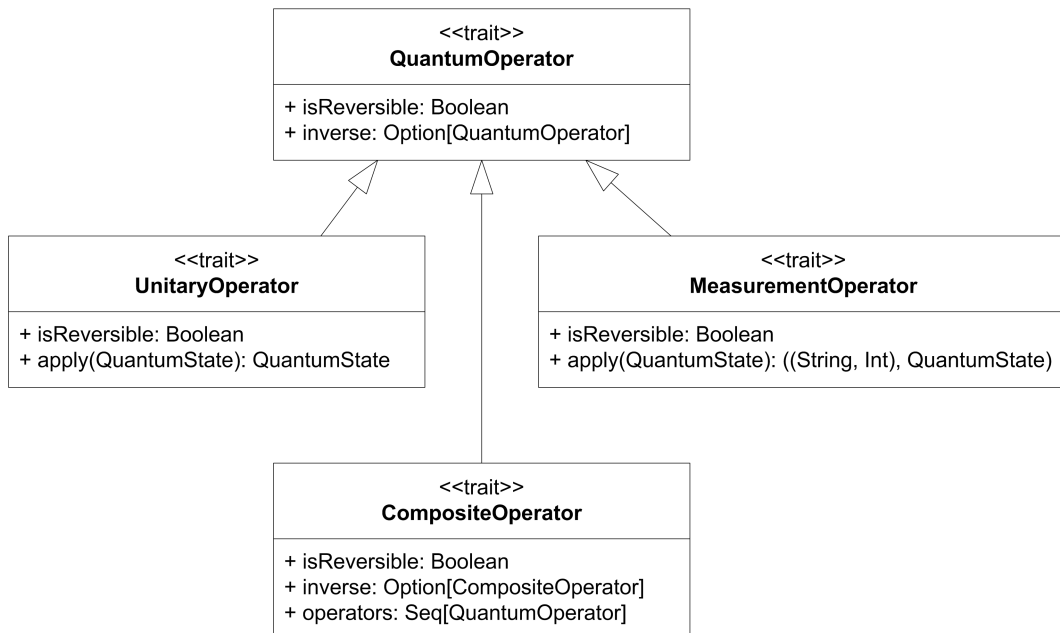 <<trait>>
QuantumOperator
+ isReversible: Boolean
+ inverse: Option[QuantumOperator]
<<trait>>
UnitaryOperator
+ isReversible: Boolean
+ apply(QuantumState): QuantumState
<<trait>>
MeasurementOperator
+ isReversible: Boolean
+ apply(QuantumState): ((String, Int), QuantumState)
<<trait>>
CompositeOperator
+ isReversible: Boolean
+ inverse: Option[CompositeOperator]
+ operators: Seq[QuantumOperator]